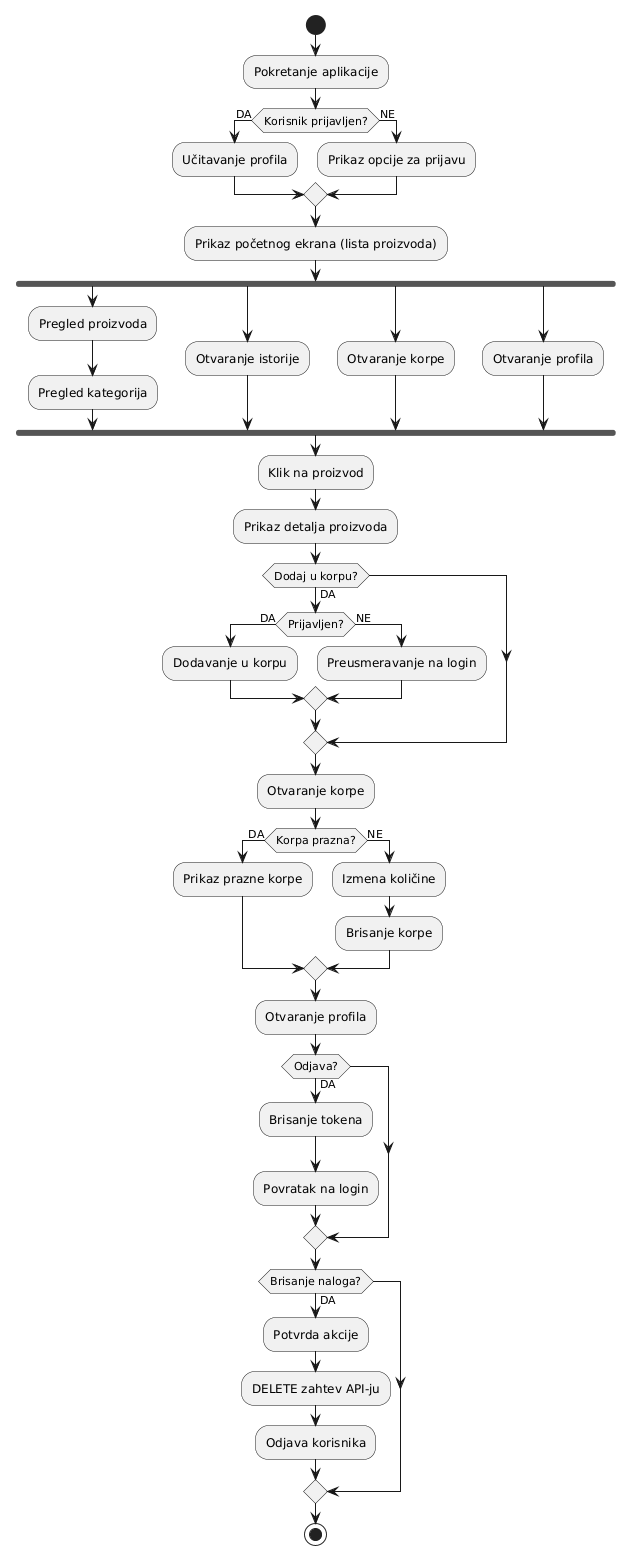 Pokretanje aplikacije
DA
Korisnik prijavljen?
NE
Učitavanje profila
Prikaz opcije za prijavu
Prikaz početnog ekrana (lista proizvoda)
Pregled proizvoda
Pregled kategorija
Otvaranje istorije
Otvaranje korpe
Otvaranje profila
Klik na proizvod
Prikaz detalja proizvoda
Dodaj u korpu?
DA
DA
Prijavljen?
NE
Dodavanje u korpu
Preusmeravanje na login
Otvaranje korpe
DA
Korpa prazna?
NE
Prikaz prazne korpe
Izmena količine
Brisanje korpe
Otvaranje profila
Odjava?
DA
Brisanje tokena
Povratak na login
Brisanje naloga?
DA
Potvrda akcije
DELETE zahtev API-ju
Odjava korisnika